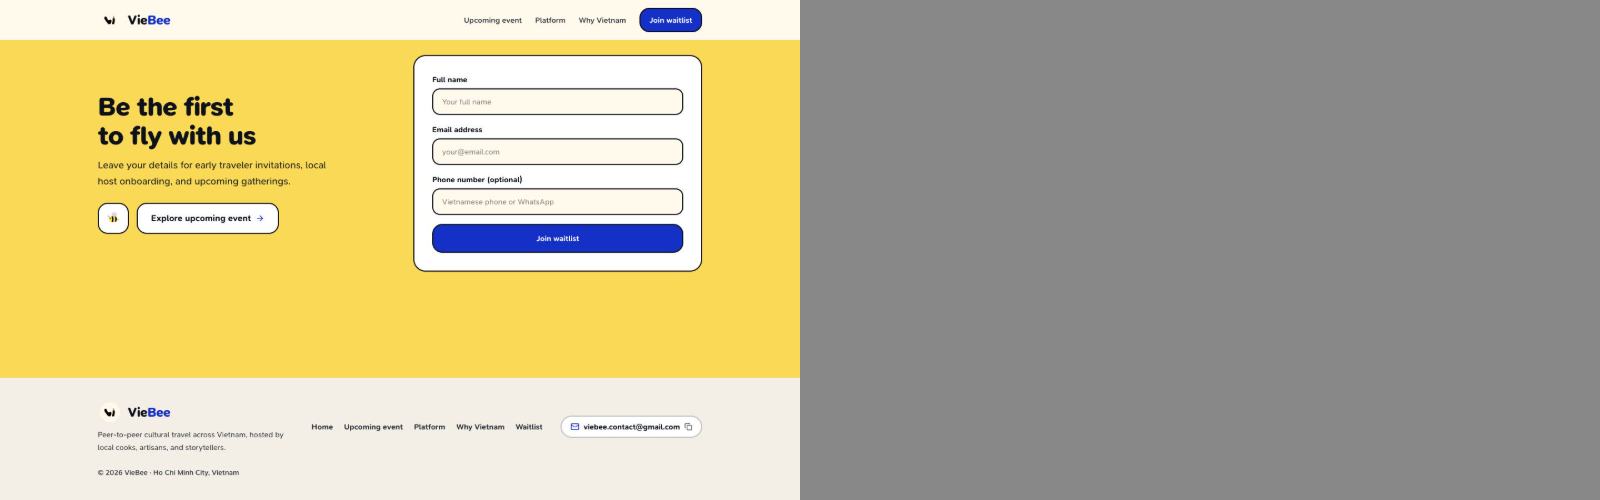 VieBee
Upcoming event
Platform
Why Vietnam
Join waitlist
Be the first
to fly with us
Leave your details for early traveler invitations, local
host onboarding, and upcoming gatherings.
Explore upcoming event →
Full name
Your full name
Email address
your@email.com
Phone number (optional)
Vietnamese phone or WhatsApp
Join waitlist
VieBee
Peer-to-peer cultural travel across Vietnam, hosted by
local cooks, artisans, and storytellers.
© 2026 VieBee · Ho Chi Minh City, Vietnam
Home
Upcoming event
Platform
Why Vietnam
Waitlist
viebee.contact@gmail.com